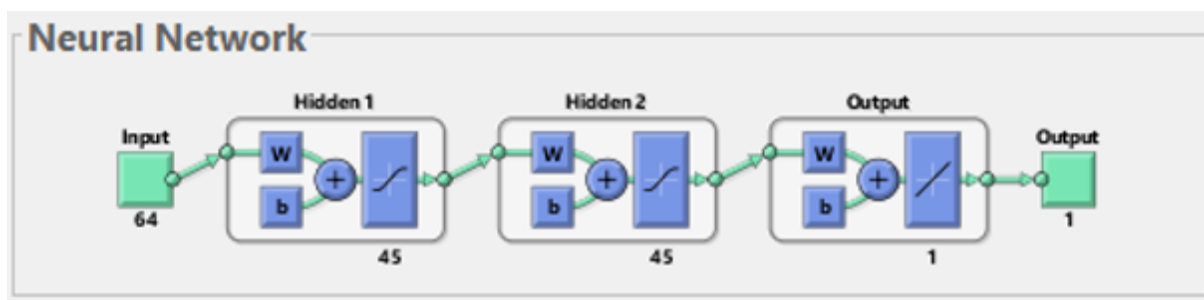 Neural Network
Hidden 1
Hidden 2
Output
Input
Output
W
W
W
+
+
+
b
b
b
64
1
45
45
1